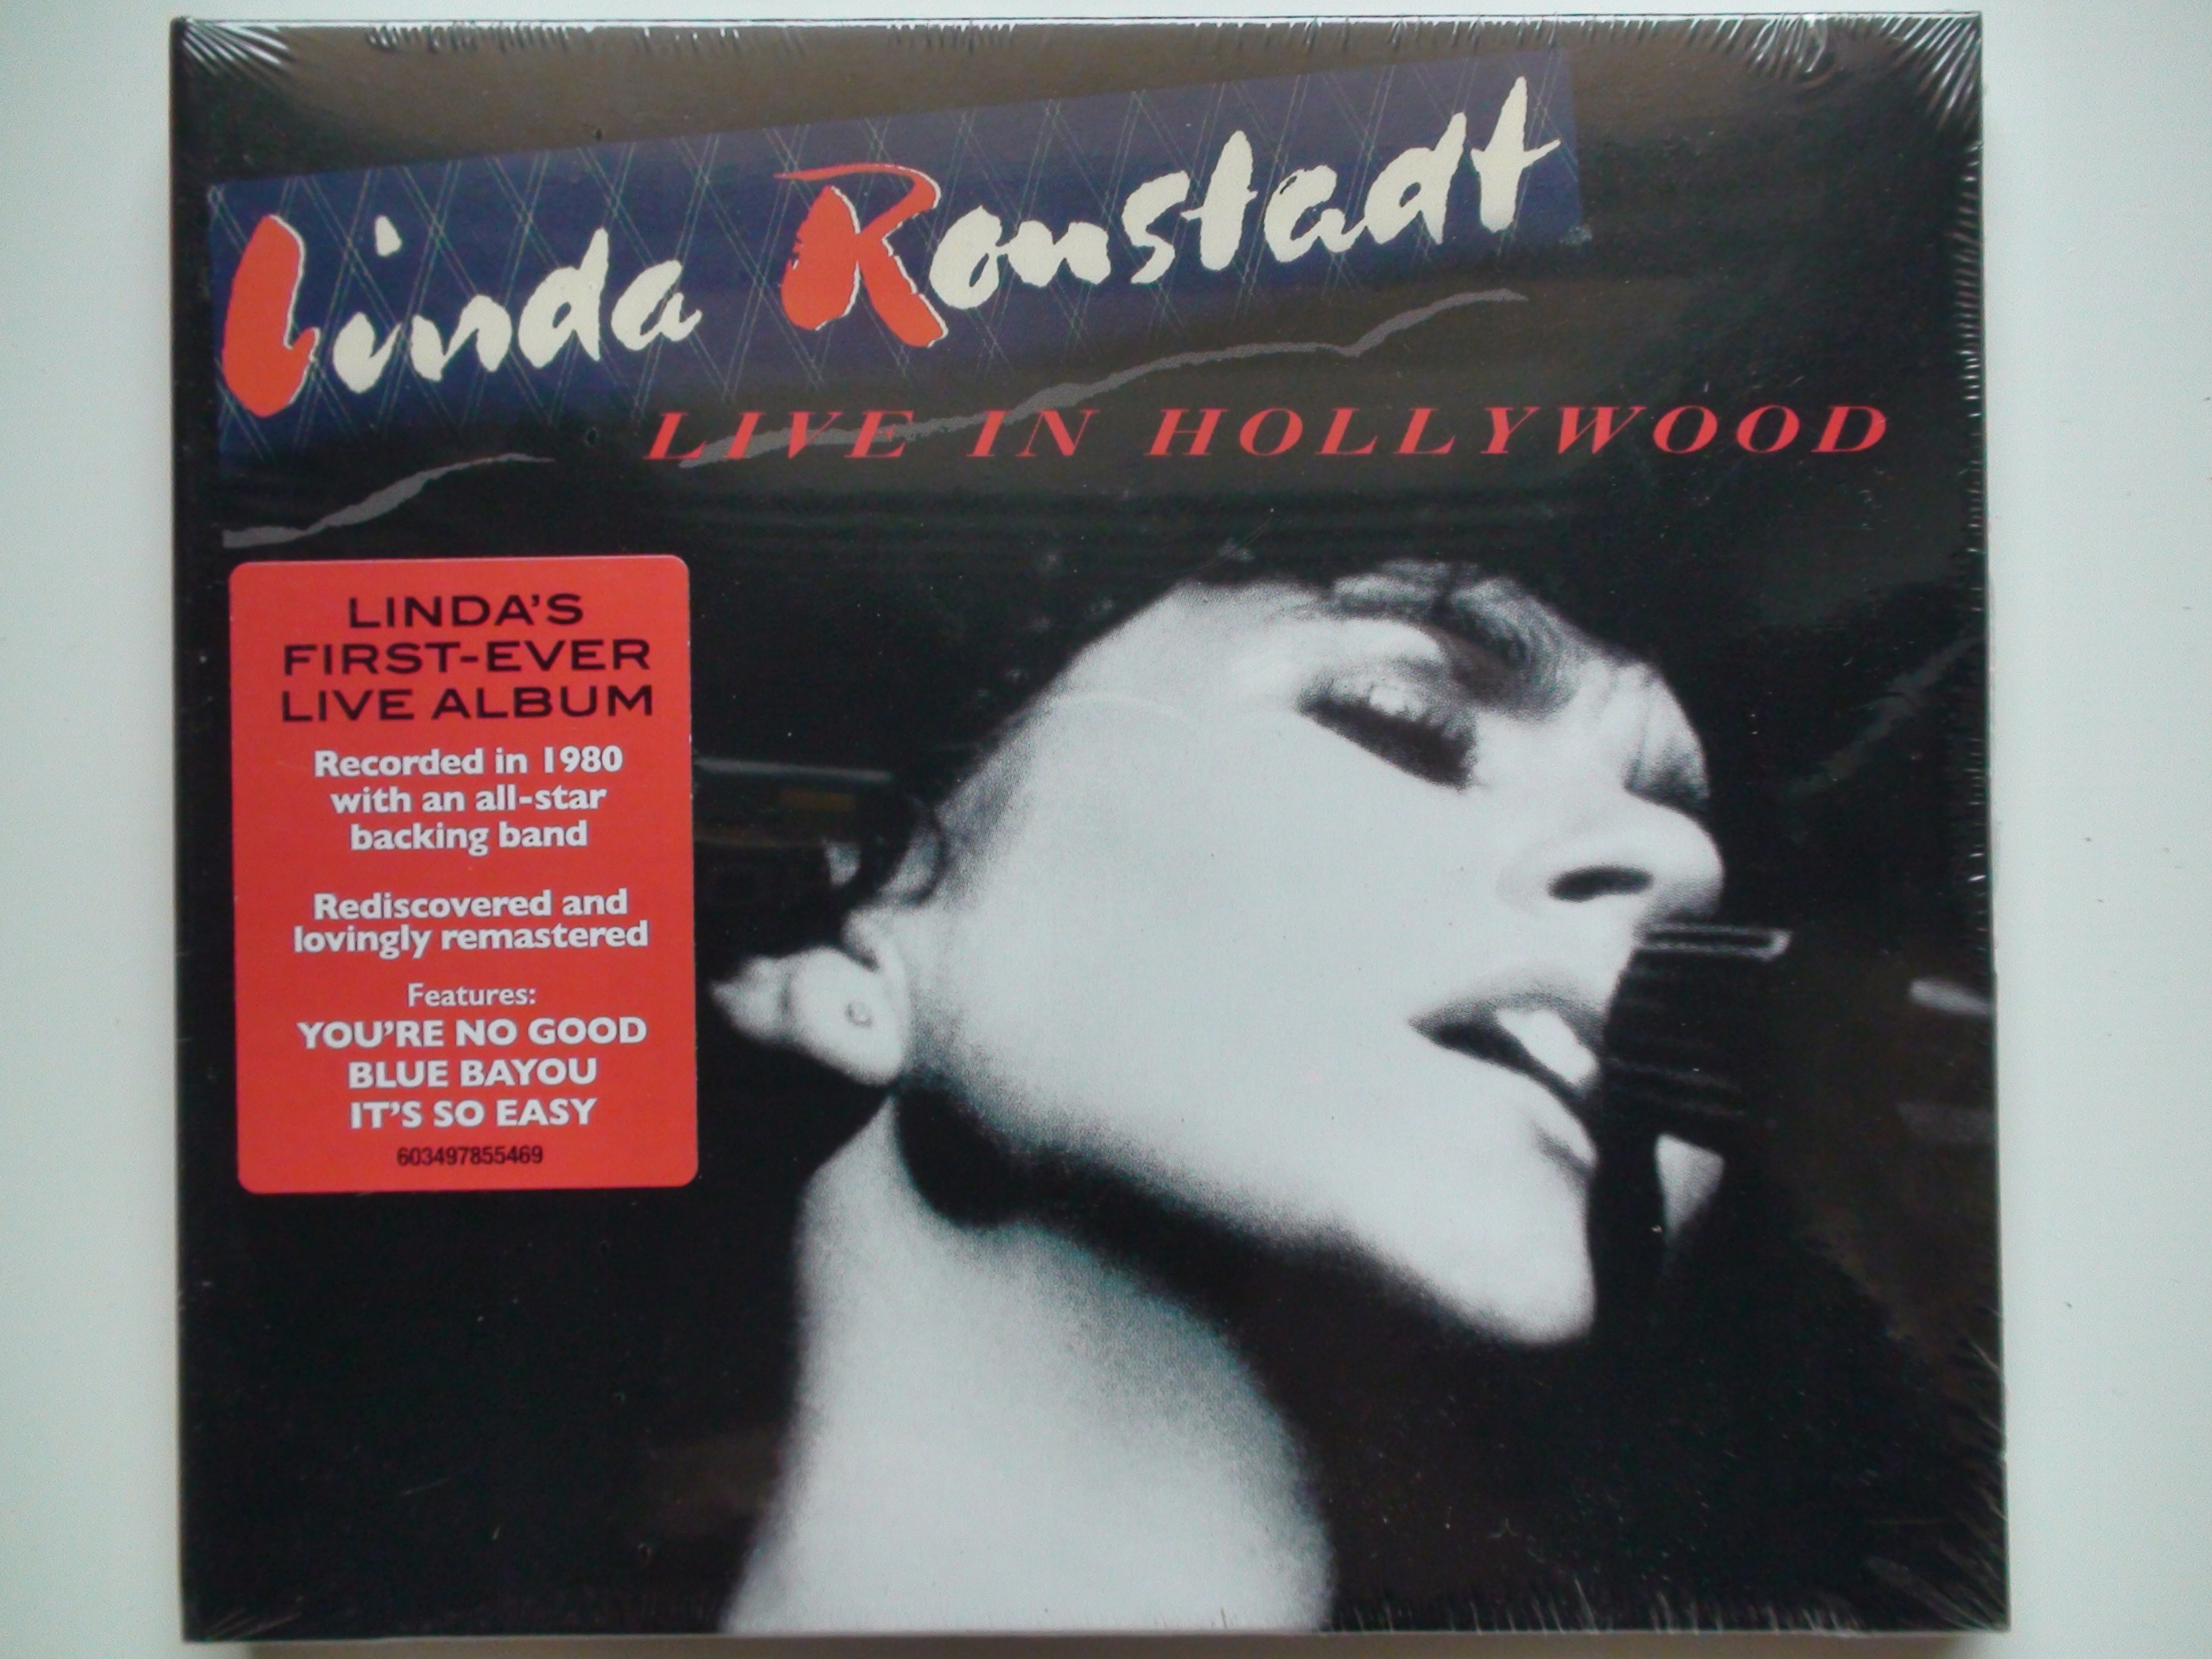 Linda Ronstadt
LIVE IN HOLLYWOOD
LINDA'S
FIRST-EVER
LIVE ALBUM
Recorded in 1980
with an all-star
backing band
Rediscovered and
lovingly remastered
Features:
YOU'RE NO GOOD
BLUE BAYOU
IT'S SO EASY
603497855469